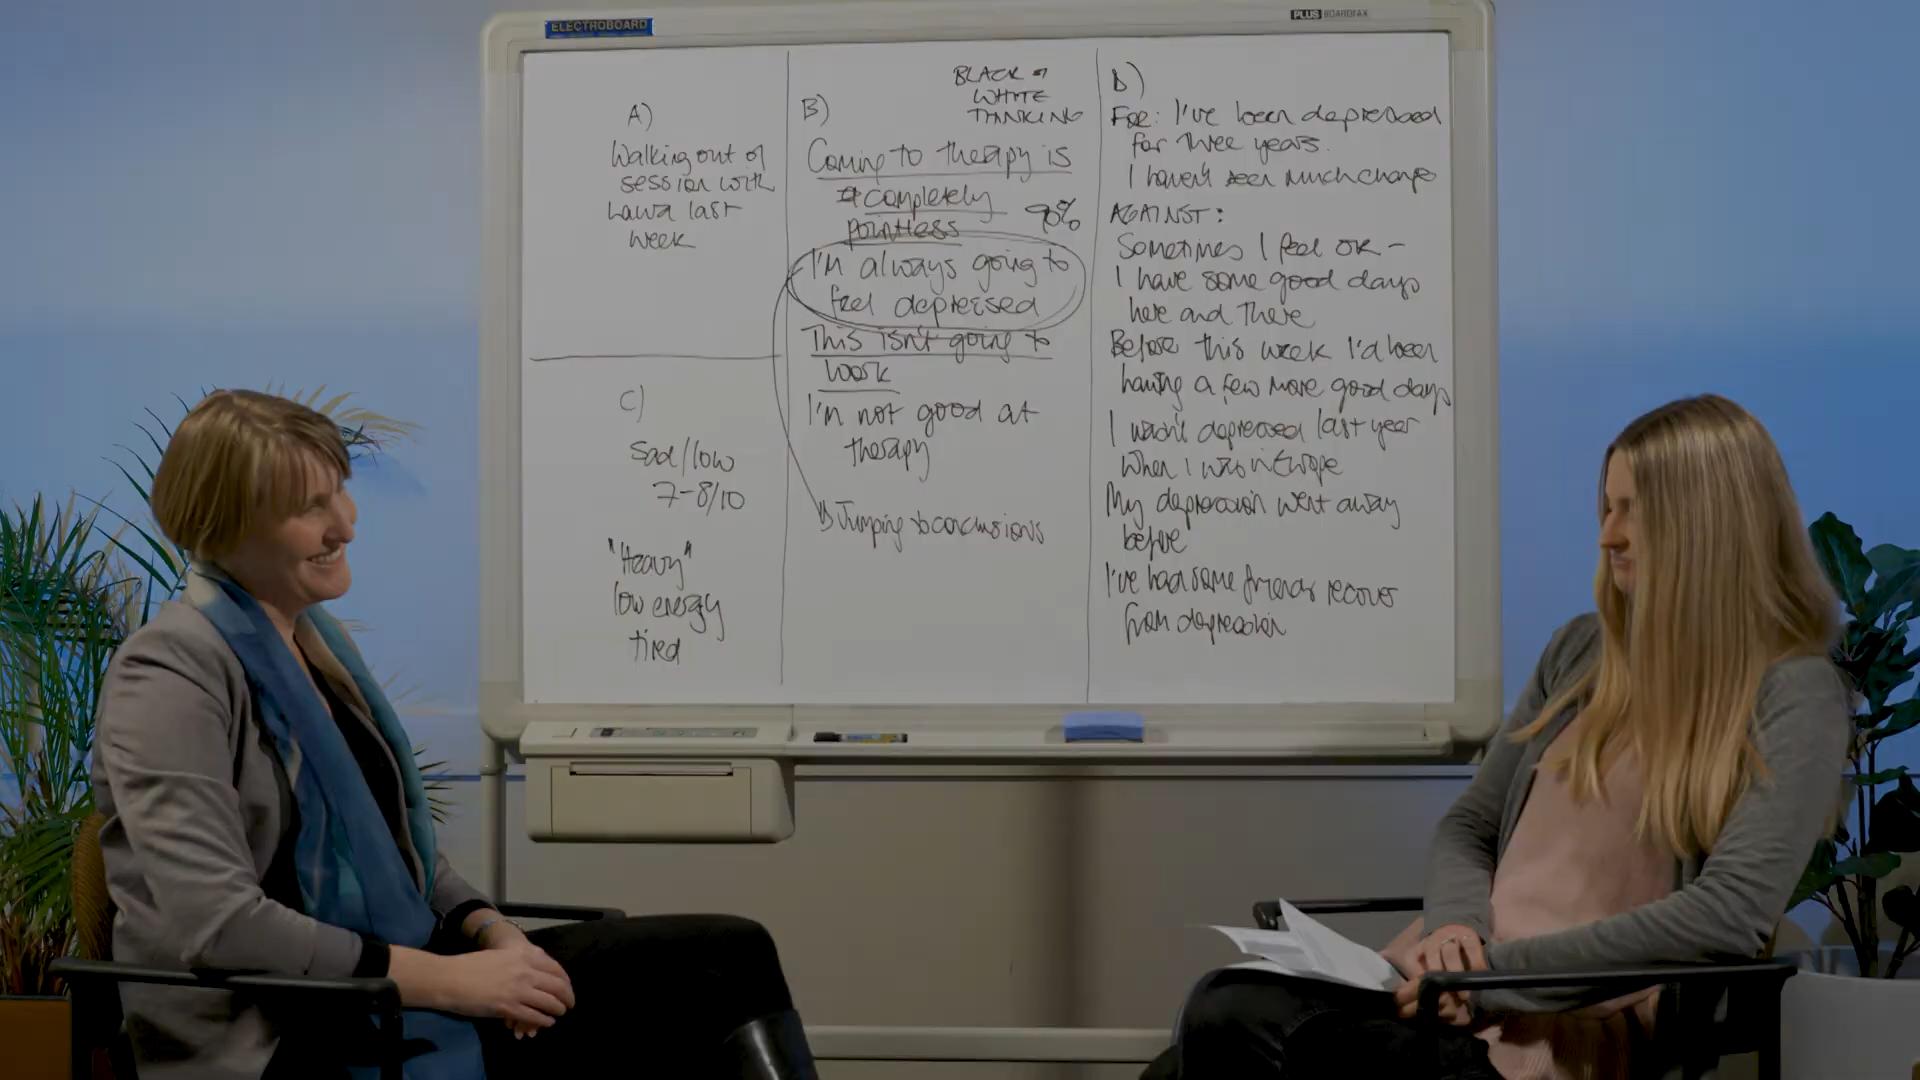 ELECTROBOARD
PLUS BOARDFAX
A)
Walking out of
session with
Laura last
week
C)
Sad/low
7-8/10
"Heavy"
low energy
tired
BLACK &
WHITE
THINKING
B)
Coming to therapy is
completely
pointless
90%
I'm always going to
feel depressed
This isn't going to
work
I'm not good at
therapy
Jumping to conclusions
D)
FOR: I've been depressed
for three years.
I haven't seen much change
AGAINST:
Sometimes I feel OK -
I have some good days
here and there
Before this week I'd been
having a few more good days
I wasn't depressed last year
when I was in Europe
My depression went away
before
I've had some friends recover
from depression